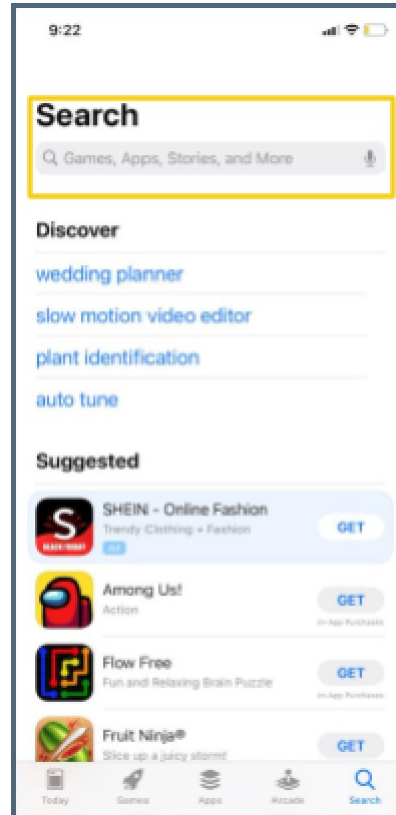 9:22
Search
Games, Apps, Stories, and More
Discover
wedding planner
slow motion video editor
plant identification
auto tune
Suggested
SHEIN - Online Fashion
Trendy Clothing + Fashion
Ad
GET
S
BLACK FRIDAY
Among Us!
Action
GET
In-App Purchases
Flow Free
Fun and Relaxing Brain Puzzle
GET
In-App Purchases
Fruit Ninja®
Slice up a juicy storm!
GET
Today
Games
Apps
Arcade
Search